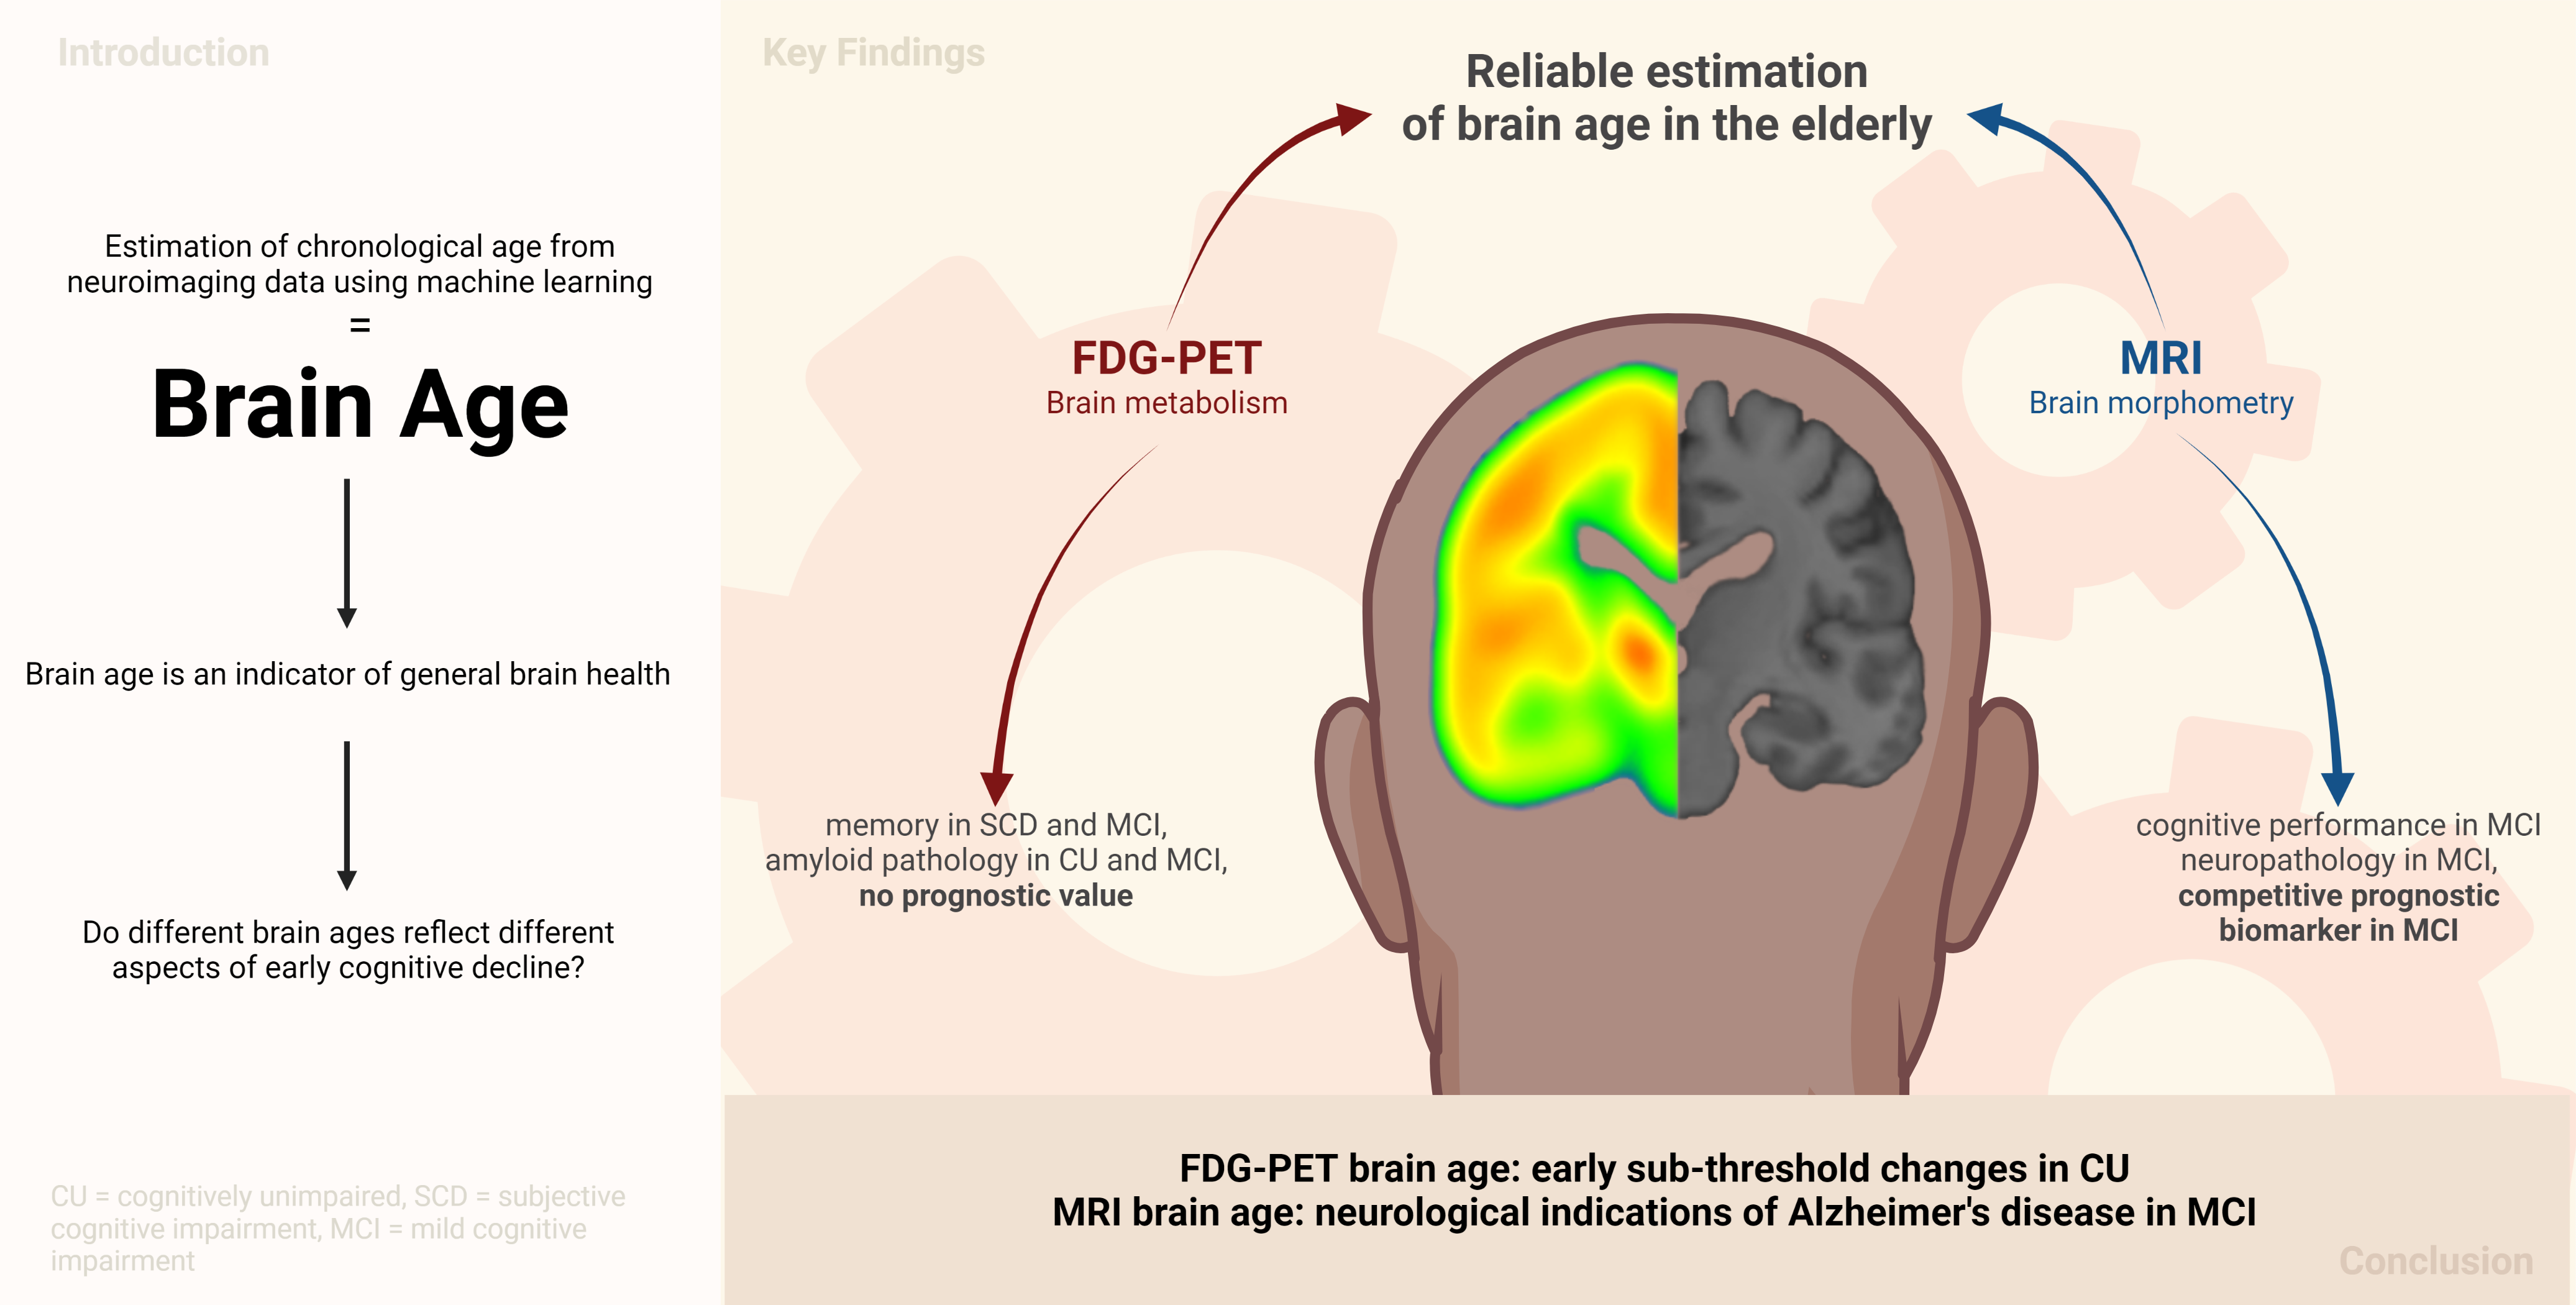 Introduction
Estimation of chronological age from
neuroimaging data using machine learning
=
Brain Age
Brain age is an indicator of general brain health
Do different brain ages reflect different
aspects of early cognitive decline?
CU = cognitively unimpaired, SCD = subjective
cognitive impairment, MCI = mild cognitive
impairment
Key Findings
Reliable estimation
of brain age in the elderly
FDG-PET
Brain metabolism
memory in SCD and MCI,
amyloid pathology in CU and MCI,
no prognostic value
MRI
Brain morphometry
cognitive performance in MCI
neuropathology in MCI,
competitive prognostic
biomarker in MCI
FDG-PET brain age: early sub-threshold changes in CU
MRI brain age: neurological indications of Alzheimer's disease in MCI
Conclusion